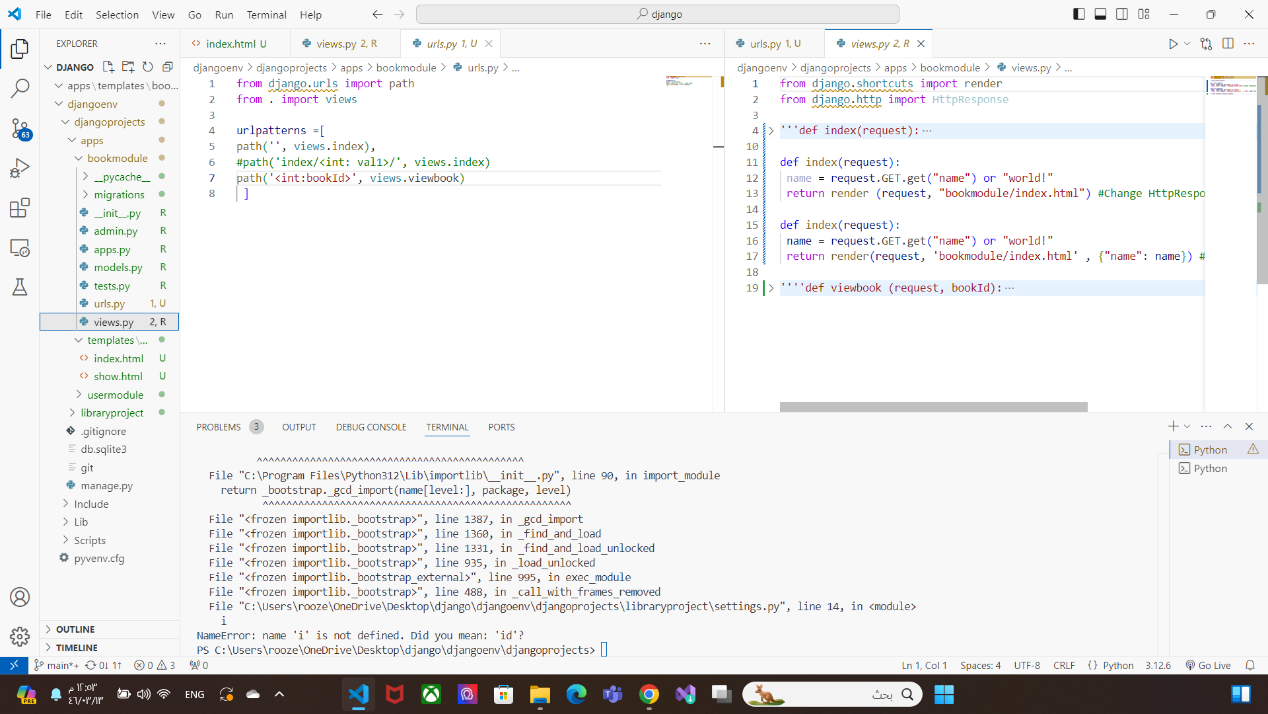 File Edit Selection View Go Run Terminal Help
django
EXPLORER
DJANGO
apps\templates\boo...
djangoenv
djangoprojects
apps
bookmodule
__pycache__
migrations
__init__.py R
admin.py R
apps.py R
models.py R
tests.py R
urls.py 1, U
views.py 2, R
templates\...
index.html U
show.html U
usermodule
libraryproject
.gitignore
db.sqlite3
git
manage.py
Include
Lib
Scripts
pyvenv.cfg
OUTLINE
TIMELINE
63
index.html U
views.py 2, R
urls.py 1, U
djangoenv > djangoprojects > apps > bookmodule > urls.py > ...
1 from django.urls import path
2 from . import views
3
4 urlpatterns =[
5 path('', views.index),
6 #path('index/<int: val1>/', views.index)
7 path('<int:bookId>', views.viewbook)
8 ]
urls.py 1, U
views.py 2, R
djangoenv > djangoprojects > apps > bookmodule > views.py > ...
1 from django.shortcuts import render
2 from django.http import HttpResponse
3
4 '''def index(request):...
10
11 def index(request):
12 name = request.GET.get("name") or "world!"
13 return render (request, "bookmodule/index.html") #Change HttpRespo
14
15 def index(request):
16 name = request.GET.get("name") or "world!"
17 return render(request, 'bookmodule/index.html' , {"name": name}) #
18
19 ''''def viewbook (request, bookId):...
PROBLEMS 3 OUTPUT DEBUG CONSOLE TERMINAL PORTS
^^^^^^^^^^^^^^^^^^^^^^^^^^^^^^^^^^^^^^^^^^^^^
File "C:\Program Files\Python312\Lib\importlib\__init__.py", line 90, in import_module
return _bootstrap._gcd_import(name[level:], package, level)
^^^^^^^^^^^^^^^^^^^^^^^^^^^^^^^^^^^^^^^^^^^^^^^^^^^^
File "<frozen importlib._bootstrap>", line 1387, in _gcd_import
File "<frozen importlib._bootstrap>", line 1360, in _find_and_load
File "<frozen importlib._bootstrap>", line 1331, in _find_and_load_unlocked
File "<frozen importlib._bootstrap>", line 935, in _load_unlocked
File "<frozen importlib._bootstrap_external>", line 995, in exec_module
File "<frozen importlib._bootstrap>", line 488, in _call_with_frames_removed
File "C:\Users\rooze\OneDrive\Desktop\django\djangoenv\djangoprojects\libraryproject\settings.py", line 14, in <module>
i
NameError: name 'i' is not defined. Did you mean: 'id'?
PS C:\Users\rooze\OneDrive\Desktop\django\djangoenv\djangoprojects>
Python
Python
main*+ 0↓ 1↑ 0 3 0 Ln 1, Col 1 Spaces: 4 UTF-8 CRLF {} Python 3.12.6 Go Live
PRE
١٢:٥٣ م
٤٦/٠٣/١٣
ENG
بحث